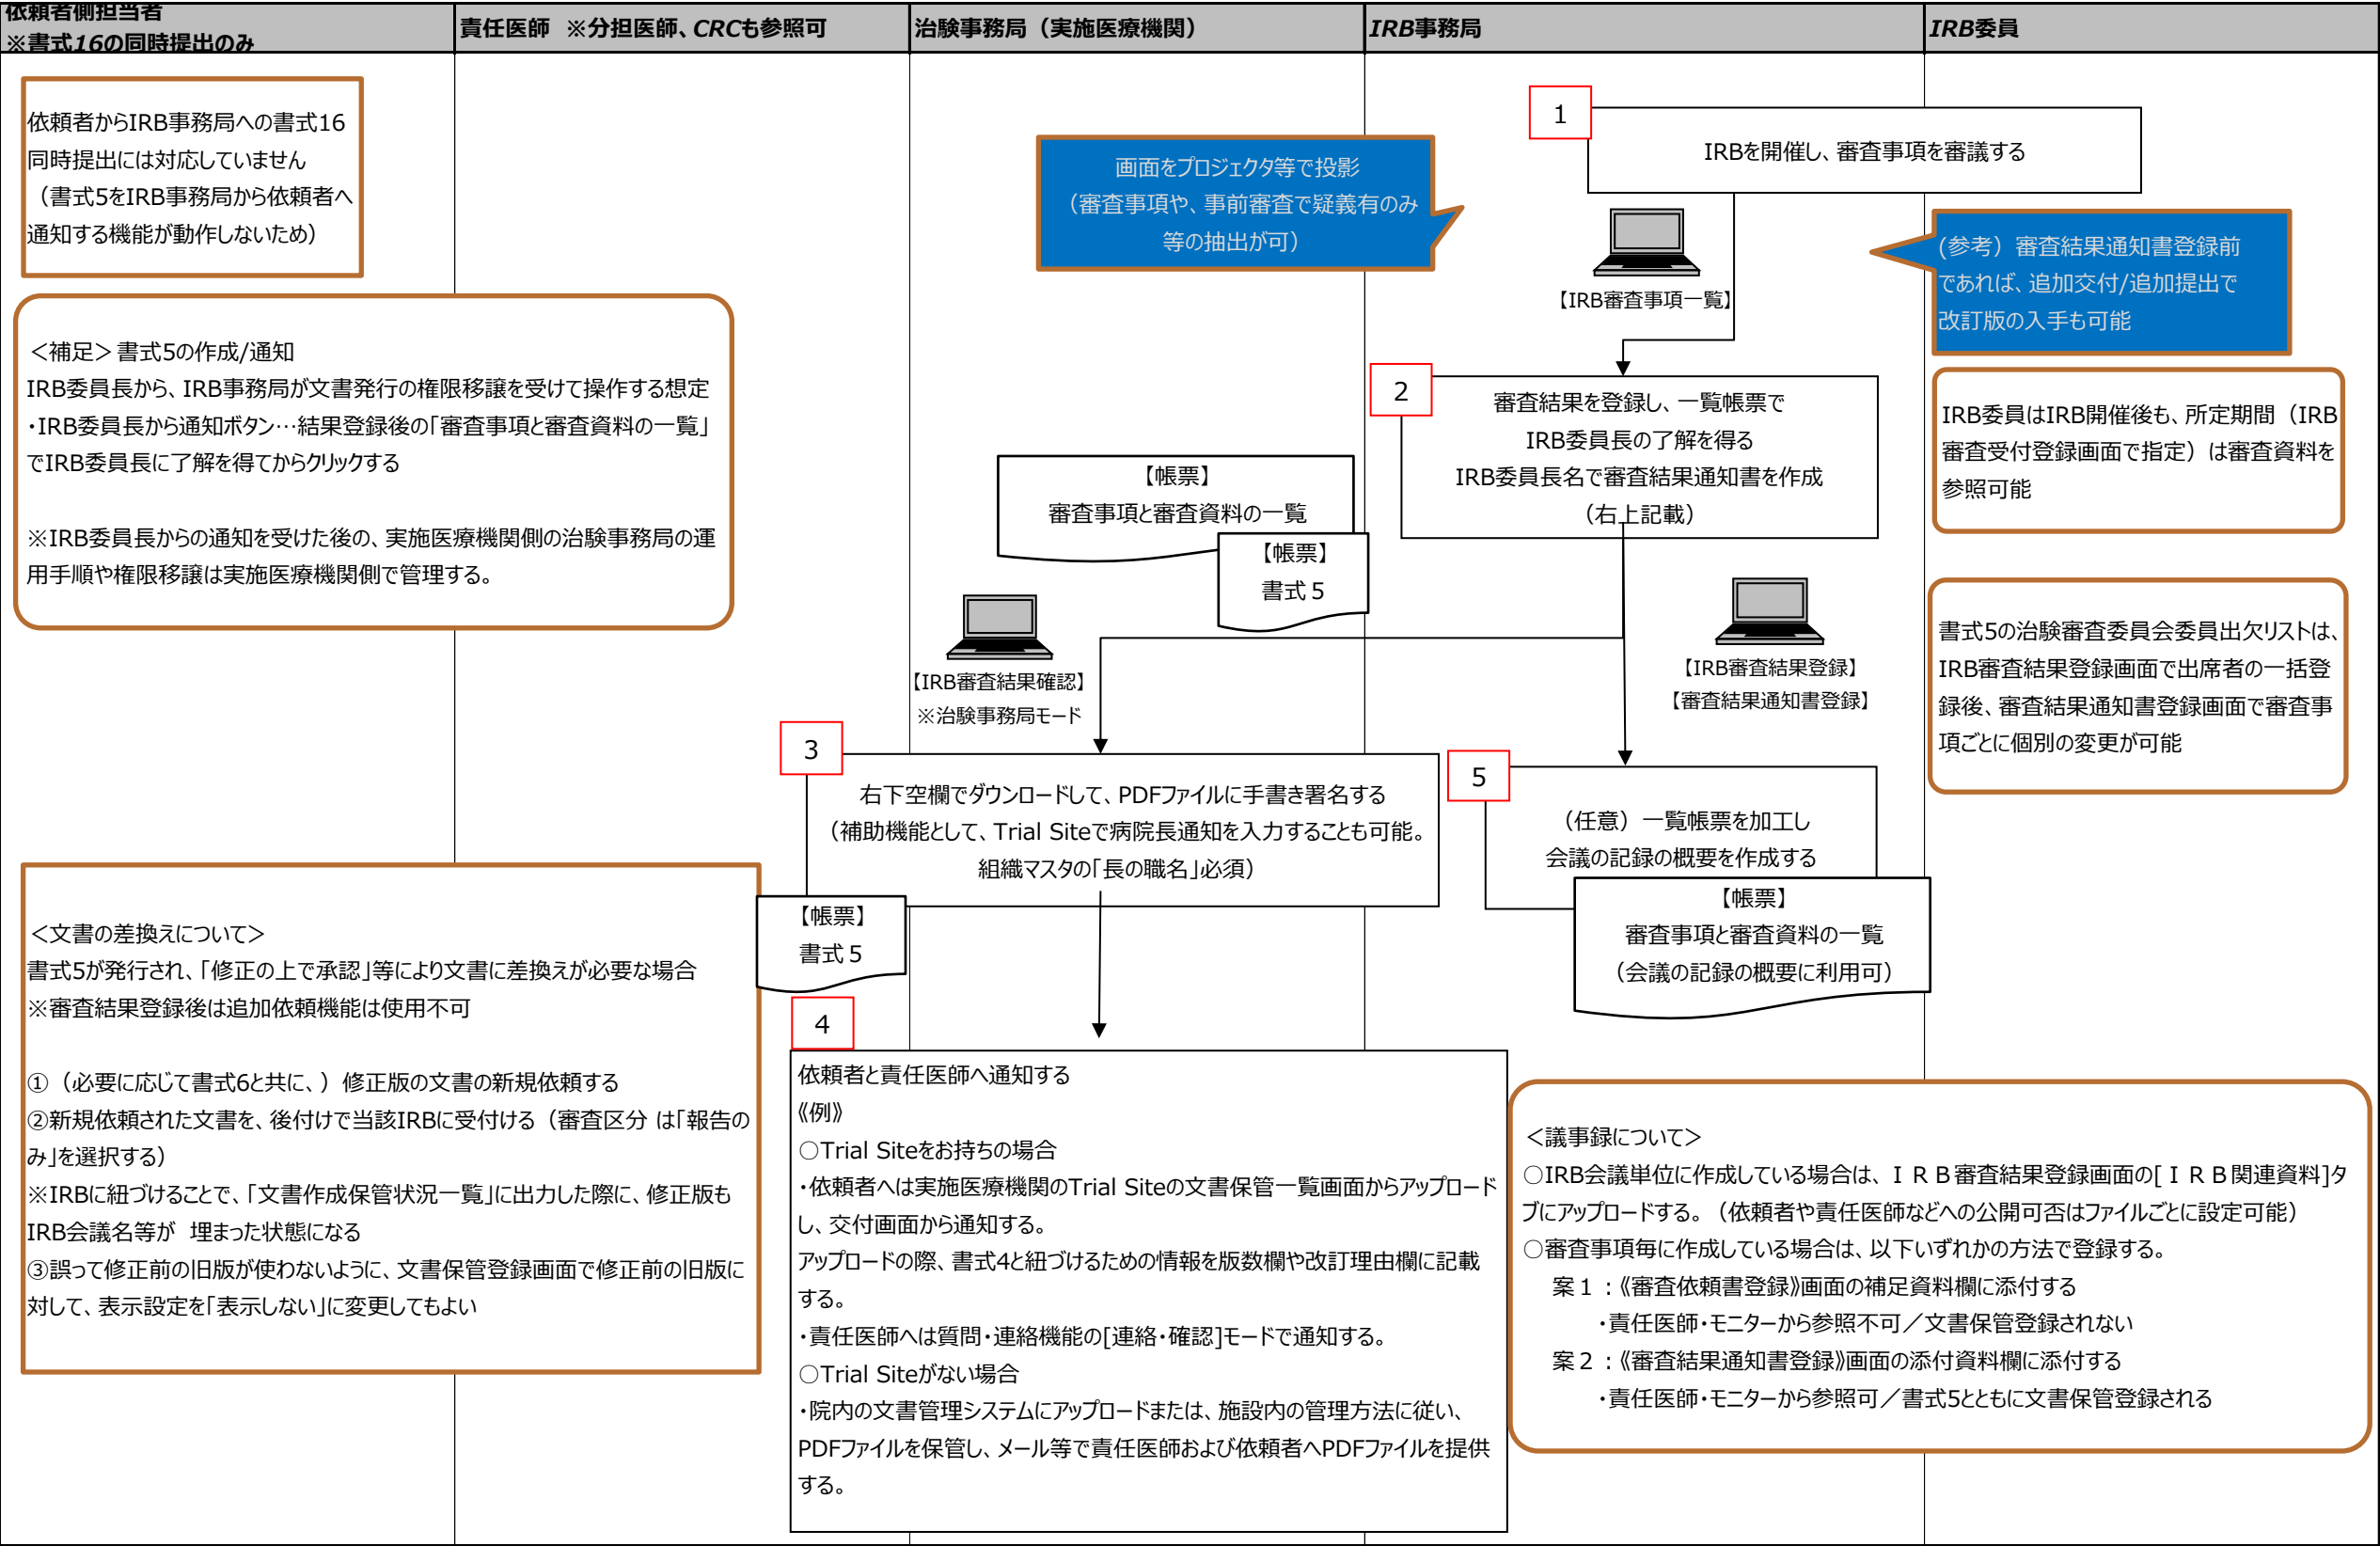 依頼者側担当者
※書式16の同時提出のみ
責任医師　※分担医師、CRCも参照可
治験事務局（実施医療機関）
IRB事務局
IRB委員
依頼者からIRB事務局への書式16
同時提出には対応していません
（書式5をIRB事務局から依頼者へ
通知する機能が動作しないため）
＜補足＞書式5の作成/通知
IRB委員長から、IRB事務局が文書発行の権限移譲を受けて操作する想定
・IRB委員長から通知ボタン…結果登録後の「審査事項と審査資料の一覧」
でIRB委員長に了解を得てからクリックする
※IRB委員長からの通知を受けた後の、実施医療機関側の治験事務局の運
用手順や権限移譲は実施医療機関側で管理する。
画面をプロジェクタ等で投影
（審査事項や、事前審査で疑義有のみ
等の抽出が可）
1
IRBを開催し、審査事項を審議する
【IRB審査事項一覧】
(参考）審査結果通知書登録前
であれば、追加交付/追加提出で
改訂版の入手も可能
2
審査結果を登録し、一覧帳票で
IRB委員長の了解を得る
IRB委員長名で審査結果通知書を作成
（右上記載）
IRB委員はIRB開催後も、所定期間（IRB
審査受付登録画面で指定）は審査資料を
参照可能
【帳票】
審査事項と審査資料の一覧
【帳票】
書式５
【IRB審査結果確認】
※治験事務局モード
【IRB審査結果登録】
【審査結果通知書登録】
書式5の治験審査委員会委員出欠リストは、
IRB審査結果登録画面で出席者の一括登
録後、審査結果通知書登録画面で審査事
項ごとに個別の変更が可能
3
右下空欄でダウンロードして、PDFファイルに手書き署名する
（補助機能として、Trial Siteで病院長通知を入力することも可能。
組織マスタの「長の職名」必須）
【帳票】
書式５
5
（任意）一覧帳票を加工し
会議の記録の概要を作成する
【帳票】
審査事項と審査資料の一覧
（会議の記録の概要に利用可）
＜文書の差換えについて＞
書式5が発行され、「修正の上で承認」等により文書に差換えが必要な場合
※審査結果登録後は追加依頼機能は使用不可
①（必要に応じて書式6と共に、）修正版の文書の新規依頼する
②新規依頼された文書を、後付けで当該IRBに受付ける（審査区分 は「報告の
み」を選択する）
※IRBに紐づけることで、「文書作成保管状況一覧」に出力した際に、修正版も
IRB会議名等が 埋まった状態になる
③誤って修正前の旧版が使わないように、文書保管登録画面で修正前の旧版に
対して、表示設定を「表示しない」に変更してもよい
4
依頼者と責任医師へ通知する
《例》
○Trial Siteをお持ちの場合
・依頼者へは実施医療機関のTrial Siteの文書保管一覧画面からアップロード
し、交付画面から通知する。
アップロードの際、書式4と紐づけるための情報を版数欄や改訂理由欄に記載
する。
・責任医師へは質問・連絡機能の[連絡・確認]モードで通知する。
○Trial Siteがない場合
・院内の文書管理システムにアップロードまたは、施設内の管理方法に従い、
PDFファイルを保管し、メール等で責任医師および依頼者へPDFファイルを提供
する。
＜議事録について＞
○IRB会議単位に作成している場合は、ＩＲＢ審査結果登録画面の[ＩＲＢ関連資料]タ
ブにアップロードする。（依頼者や責任医師などへの公開可否はファイルごとに設定可能）
○審査事項毎に作成している場合は、以下いずれかの方法で登録する。
案１：《審査依頼書登録》画面の補足資料欄に添付する
・責任医師・モニターから参照不可／文書保管登録されない
案２：《審査結果通知書登録》画面の添付資料欄に添付する
・責任医師・モニターから参照可／書式5とともに文書保管登録される